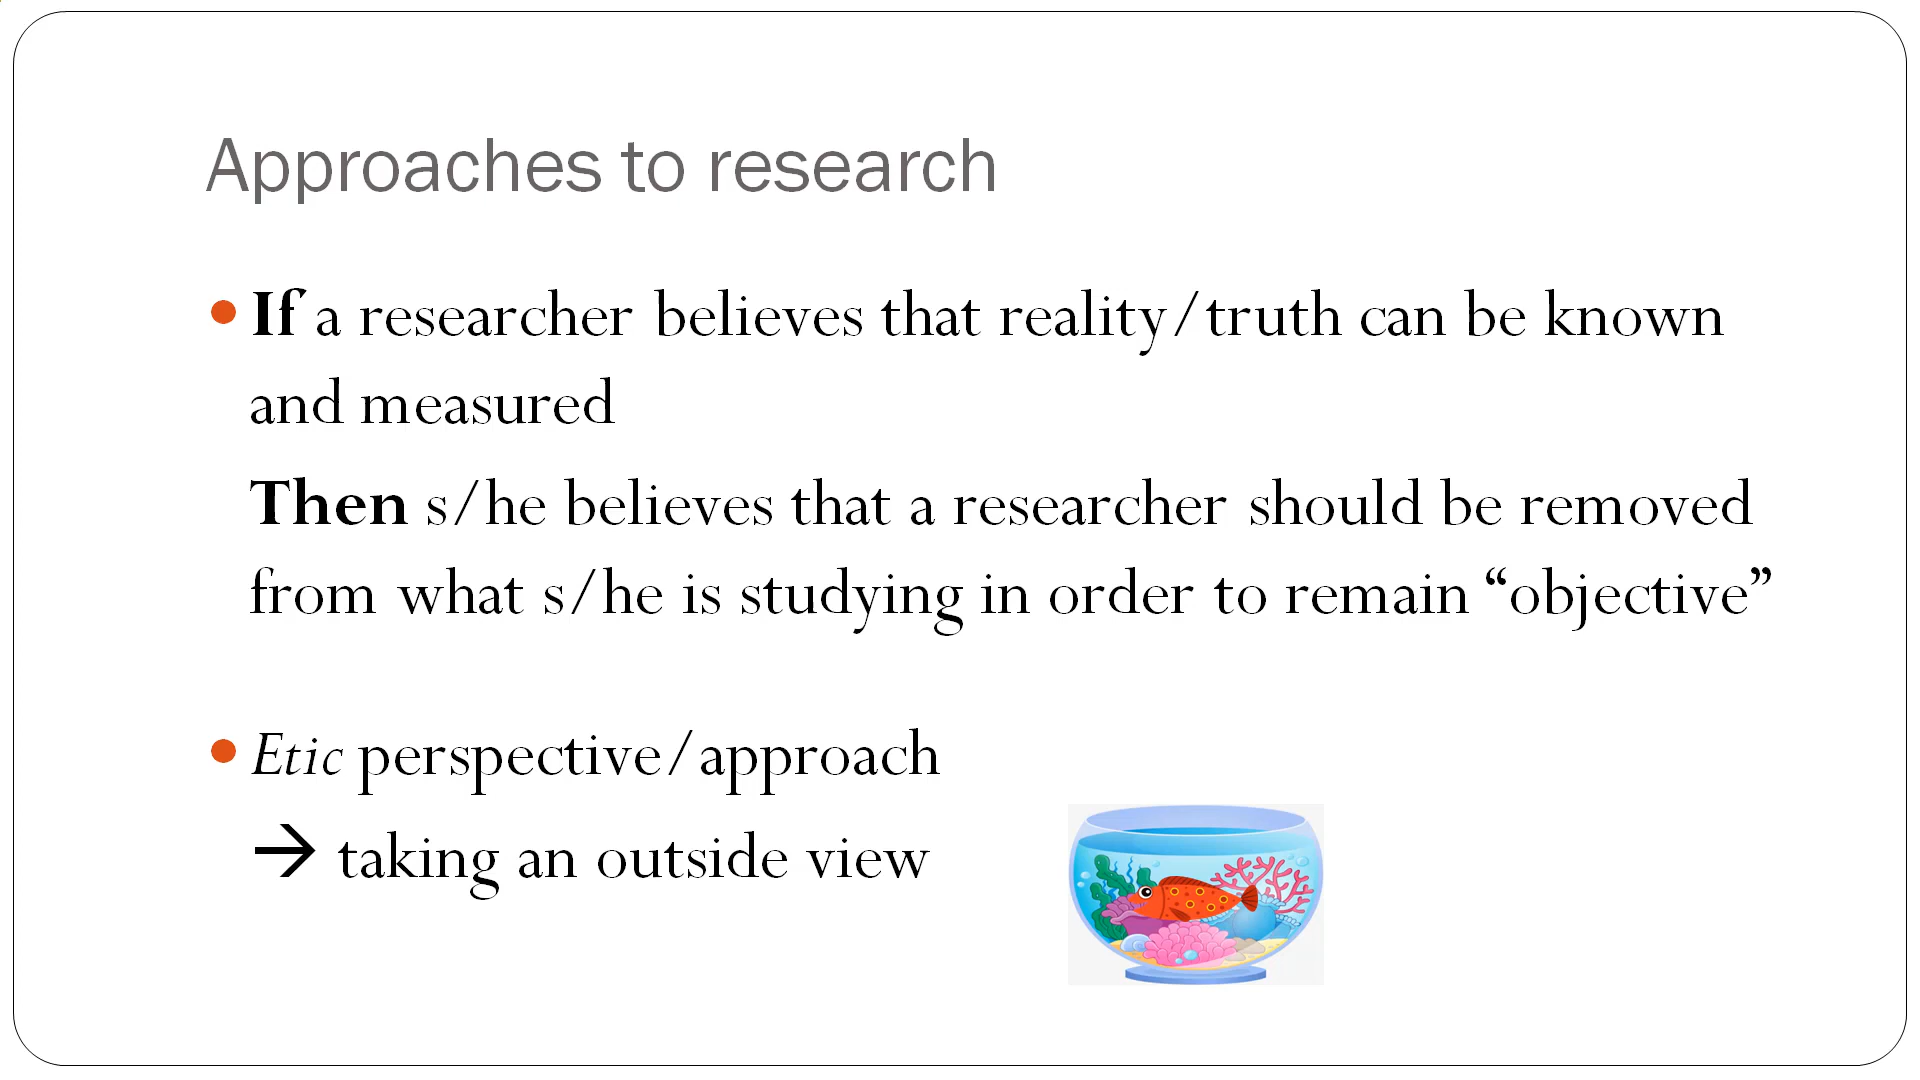 Approaches to research
• If a researcher believes that reality/truth can be known
and measured
Then s/he believes that a researcher should be removed
from what s/he is studying in order to remain “objective”
• Etic perspective/approach
→ taking an outside view